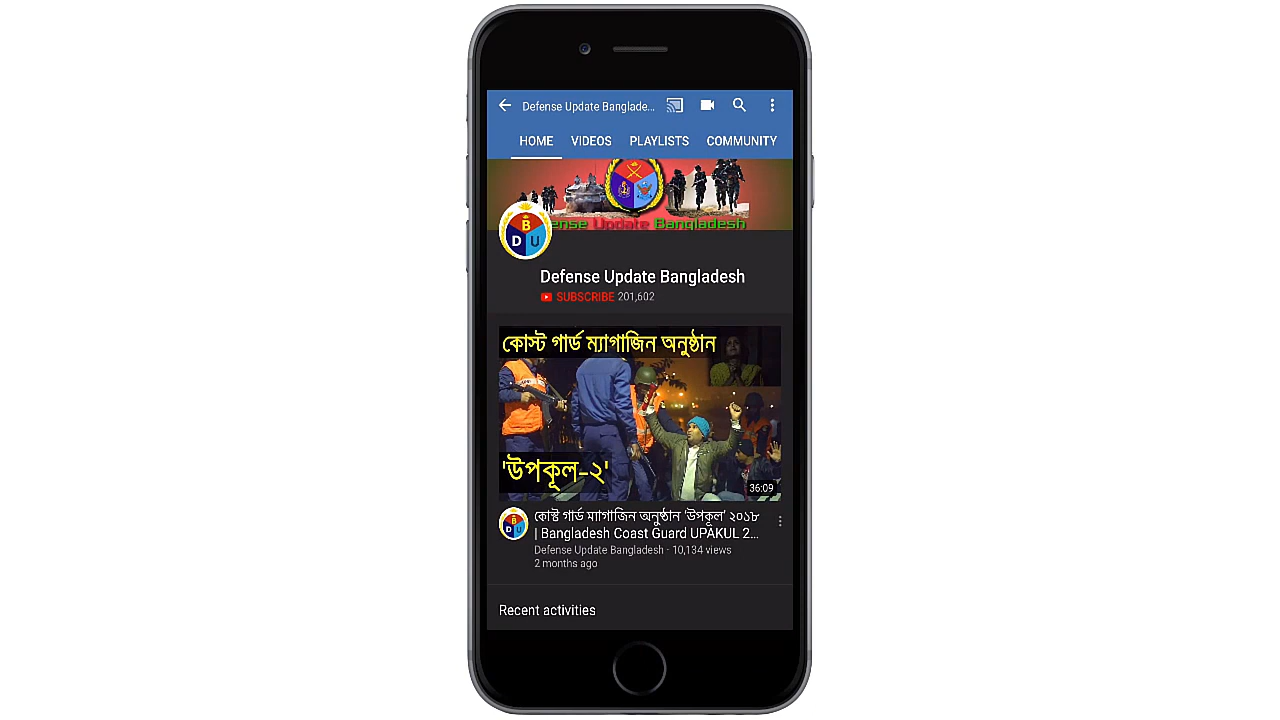 Defense Update Banglade...
HOME VIDEOS PLAYLISTS COMMUNITY
ense Update Bangladesh
B
D U
Defense Update Bangladesh
SUBSCRIBE 201,602
কোস্ট গার্ড ম্যাগাজিন অনুষ্ঠান
'উপকূল-২'
36:09
B
D U
কোস্ট গার্ড ম্যাগাজিন অনুষ্ঠান 'উপকূল' ২০১৮
| Bangladesh Coast Guard UPAKUL 2...
Defense Update Bangladesh - 10,134 views
2 months ago
Recent activities